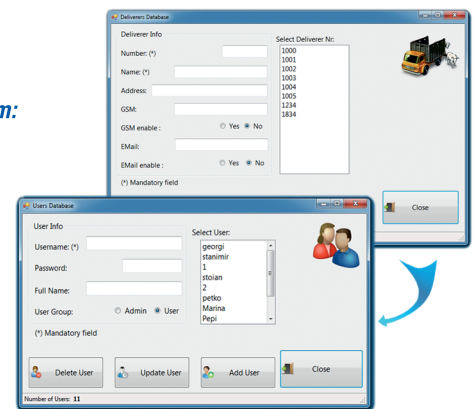 Deliverers Database
Deliverer Info
Select Deliverer Nr:
Number: (*)
1000
1001
1002
1003
1004
1005
1234
1834
Name: (*)
Address:
GSM:
GSM enable :
Yes
No
EMail:
EMail enable :
Yes
No
(*) Mandatory field
Close
m:
Users Database
User Info
Select User:
Username: (*)
georgi
stanimir
1
stoian
2
petko
Marina
Pepi
Password:
Full Name:
User Group:
Admin
User
(*) Mandatory field
Delete User
Update User
Add User
Close
Number of Users: 11